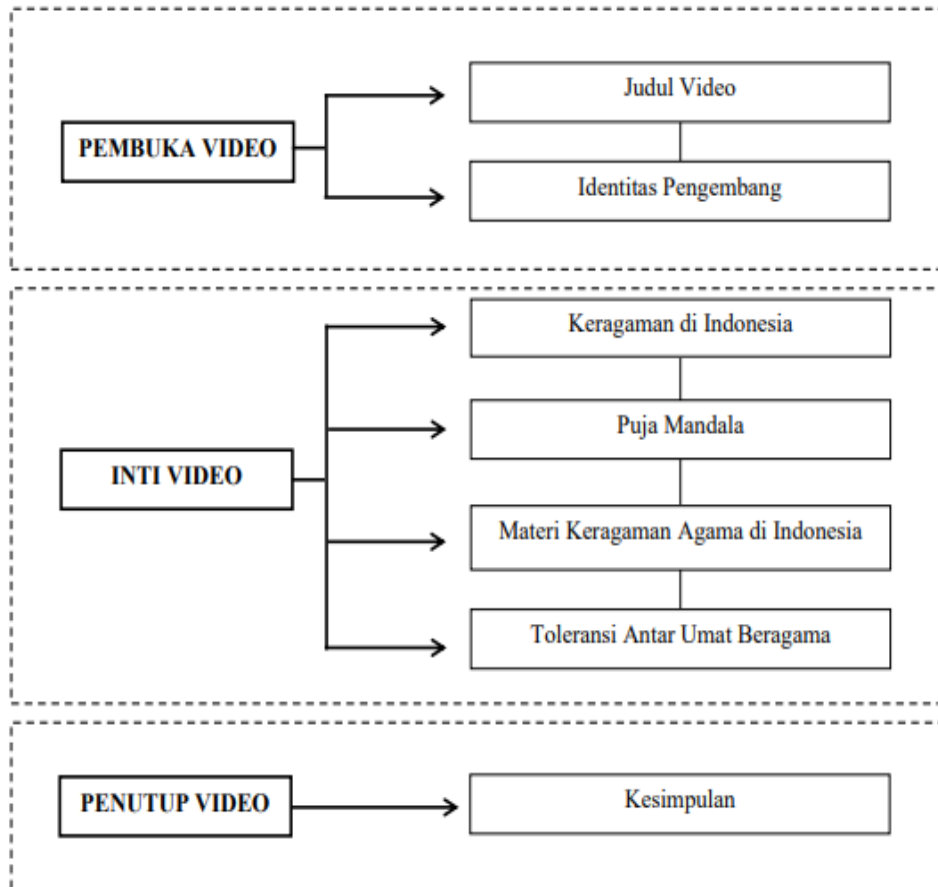 PEMBUKA VIDEO
Judul Video
Identitas Pengembang
INTI VIDEO
Keragaman di Indonesia
Puja Mandala
Materi Keragaman Agama di Indonesia
Toleransi Antar Umat Beragama
PENUTUP VIDEO
Kesimpulan